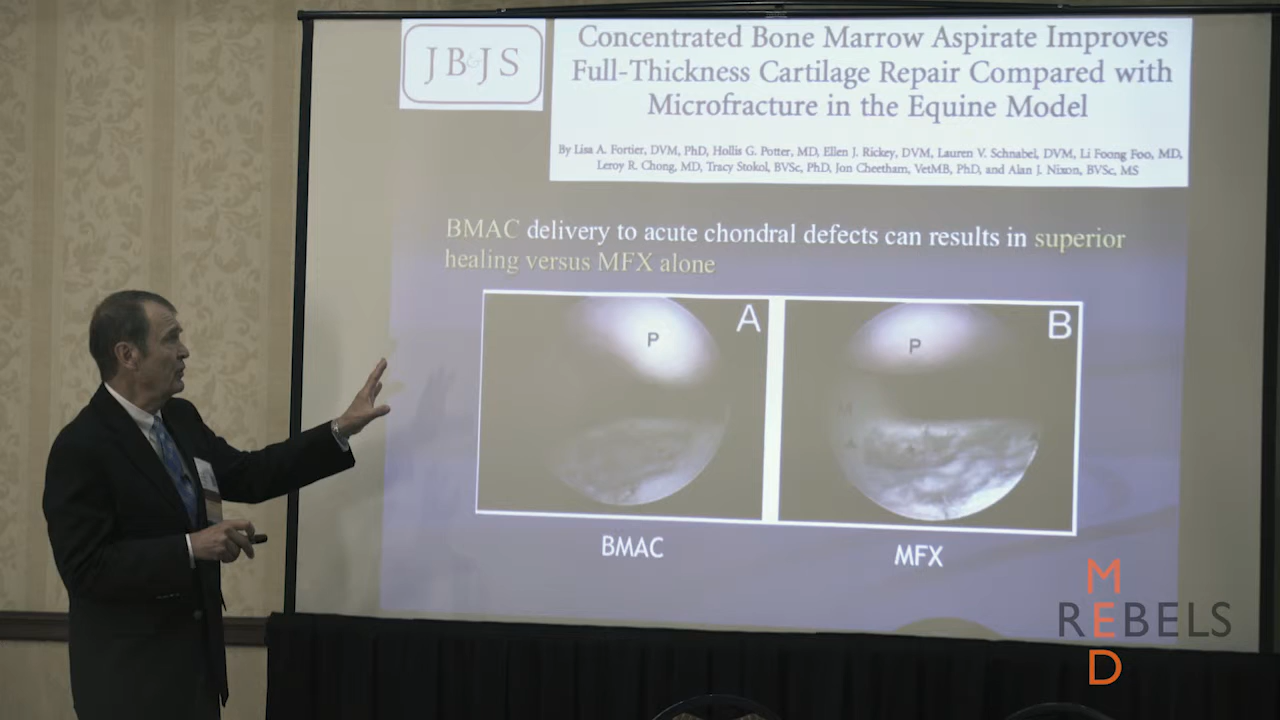 JB&JS
Concentrated Bone Marrow Aspirate Improves
Full-Thickness Cartilage Repair Compared with
Microfracture in the Equine Model
By Lisa A. Fortier, DVM, PhD, Hollis G. Potter, MD, Ellen J. Rickey, DVM, Lauren V. Schnabel, DVM, Li Foong Foo, MD,
Leroy R. Chong, MD, Tracy Stokol, BVSc, PhD, Jon Cheetham, VetMB, PhD, and Alan J. Nixon, BVSc, MS
BMAC delivery to acute chondral defects can results in superior
healing versus MFX alone
P
A
P
B
BMAC
MFX
MED
REBELS